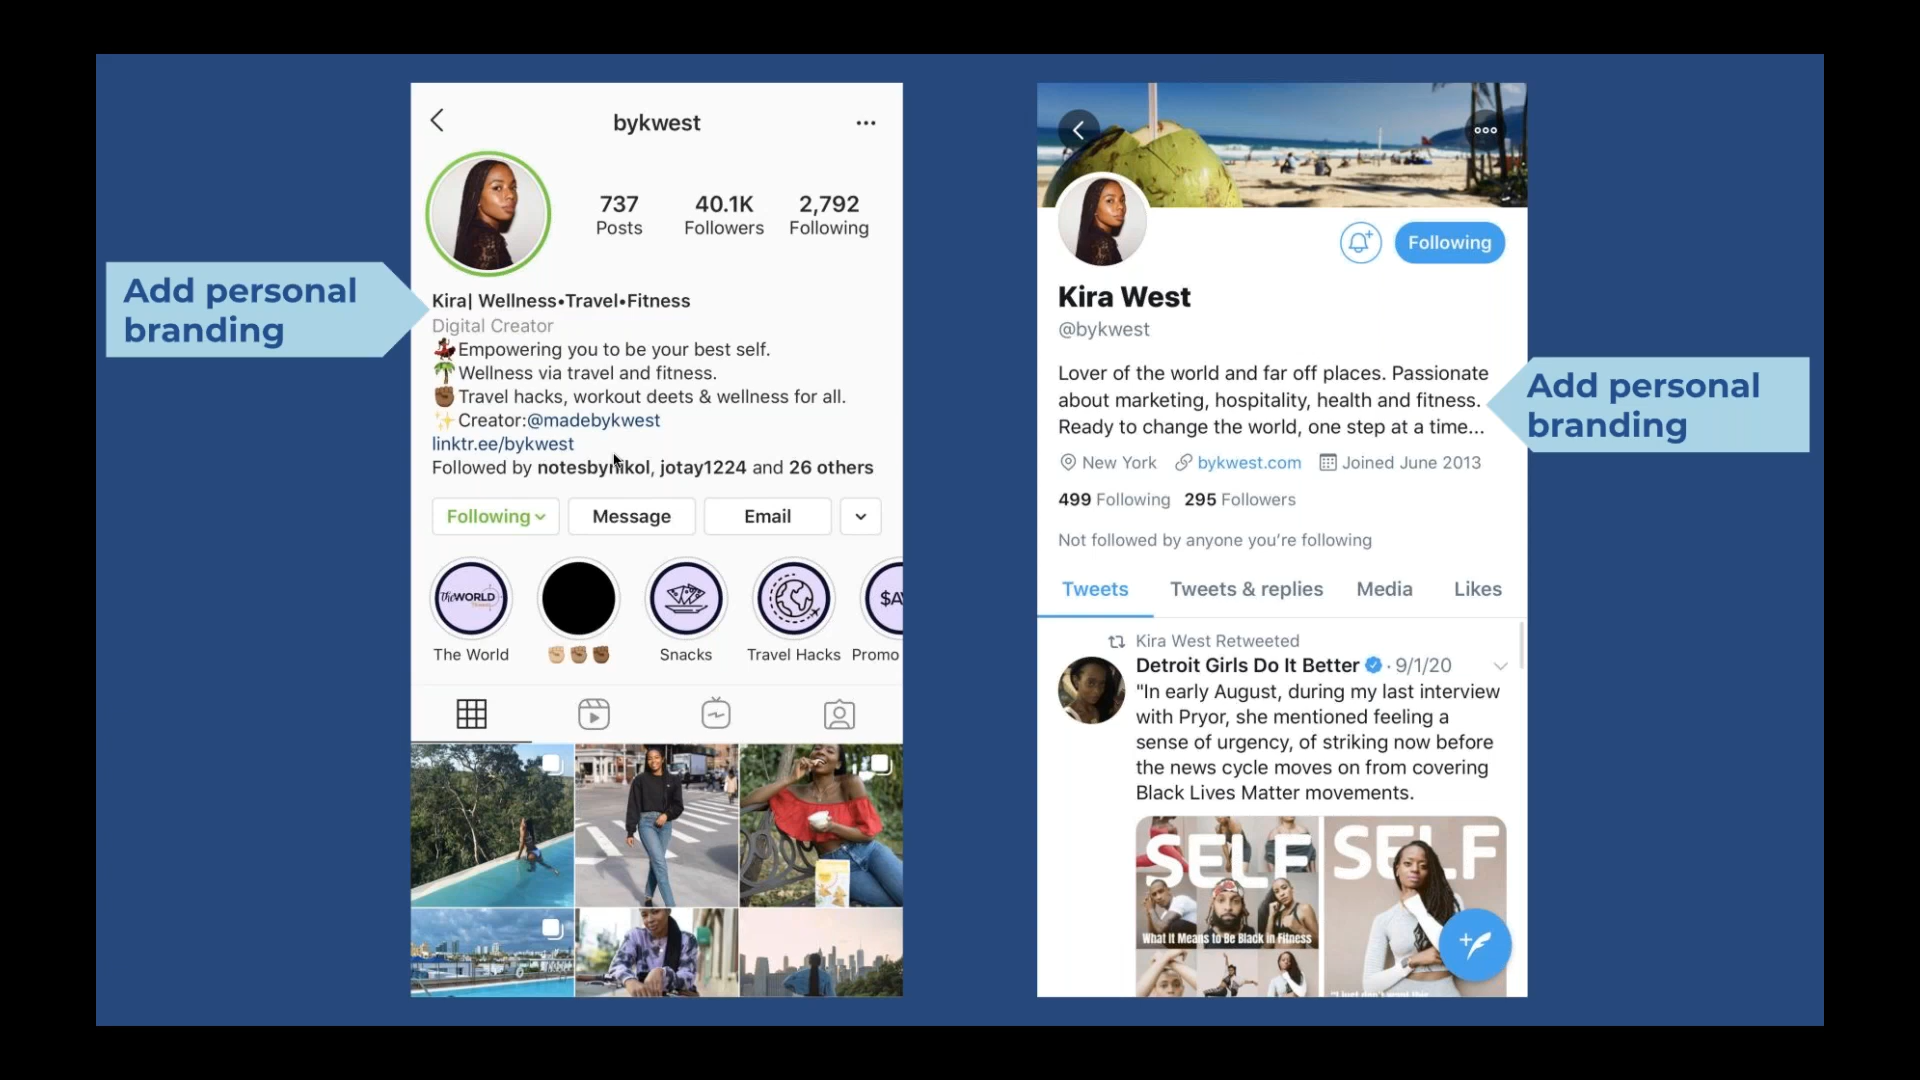 Add personal
branding
bykwest
737
Posts
40.1K
Followers
2,792
Following
Kira| Wellness•Travel•Fitness
Digital Creator
💃🏾Empowering you to be your best self.
🌴Wellness via travel and fitness.
✊🏾Travel hacks, workout deets & wellness for all.
✨Creator:@madebykwest
linktr.ee/bykwest
Followed by notesbynikol, jotay1224 and 26 others
Following
Message
Email
The WORLD
$A
The World
✊🏼✊🏽✊🏾
Snacks
Travel Hacks
Promo
Following
Kira West
@bykwest
Lover of the world and far off places. Passionate
about marketing, hospitality, health and fitness.
Ready to change the world, one step at a time...
New York
bykwest.com
Joined June 2013
499 Following 295 Followers
Not followed by anyone you're following
Tweets
Tweets & replies
Media
Likes
Kira West Retweeted
Detroit Girls Do It Better · 9/1/20
"In early August, during my last interview
with Pryor, she mentioned feeling a
sense of urgency, of striking now before
the news cycle moves on from covering
Black Lives Matter movements.
SELF
What It Means to Be Black in Fitness
SELF
Add personal
branding